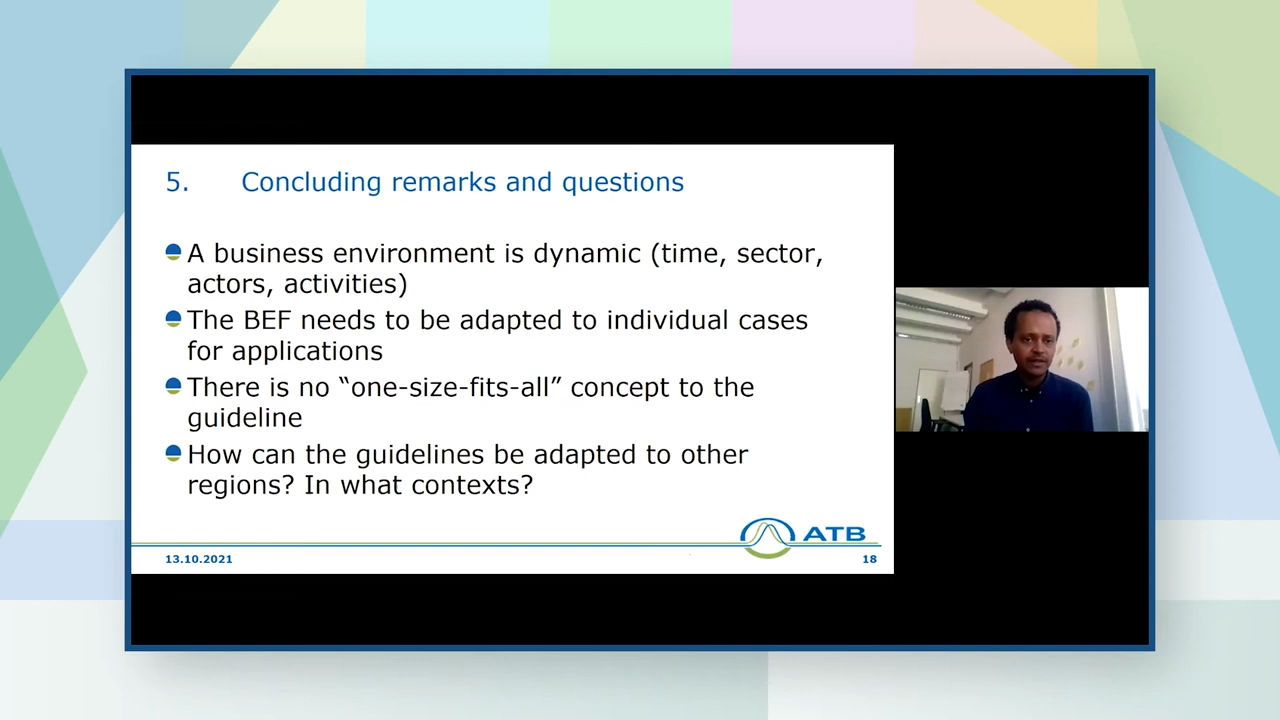 5. Concluding remarks and questions
A business environment is dynamic (time, sector,
actors, activities)
The BEF needs to be adapted to individual cases
for applications
There is no “one-size-fits-all” concept to the
guideline
How can the guidelines be adapted to other
regions? In what contexts?
ATB
13.10.2021
18